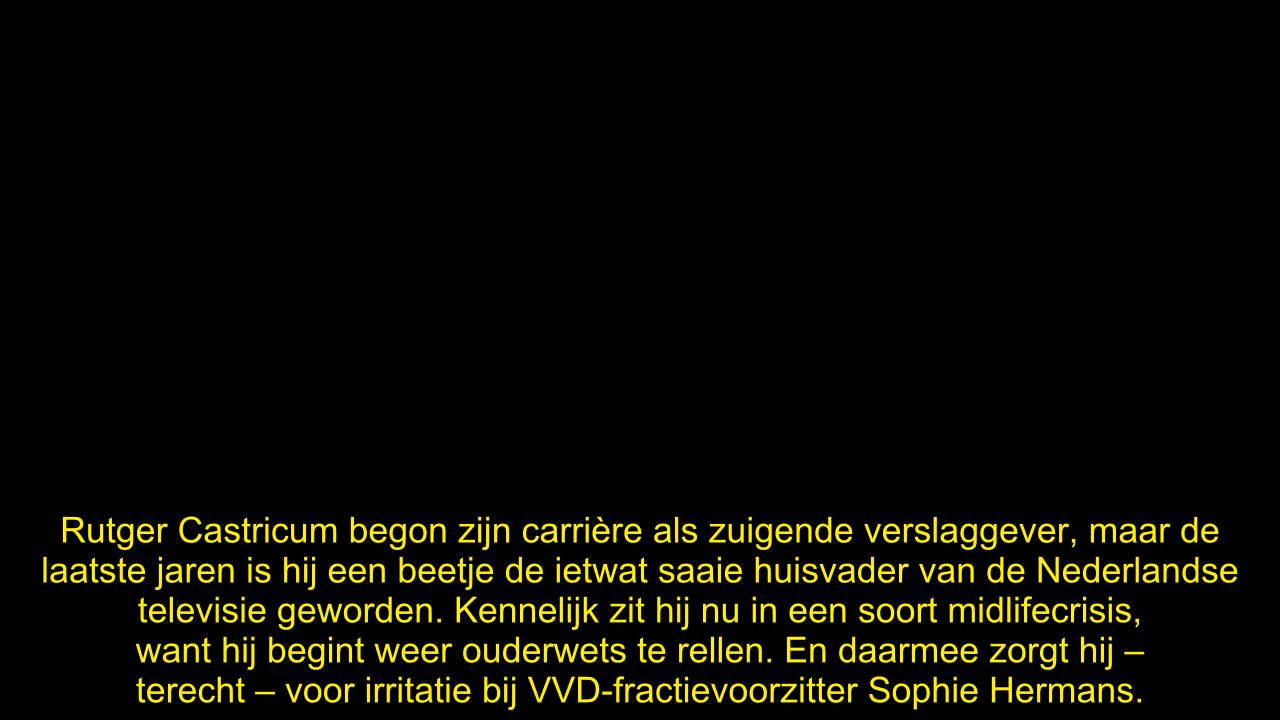 Rutger Castricum begon zijn carrière als zuigende verslaggever, maar de
laatste jaren is hij een beetje de ietwat saaie huisvader van de Nederlandse
televisie geworden. Kennelijk zit hij nu in een soort midlifecrisis,
want hij begint weer ouderwets te rellen. En daarmee zorgt hij –
terecht – voor irritatie bij VVD-fractievoorzitter Sophie Hermans.